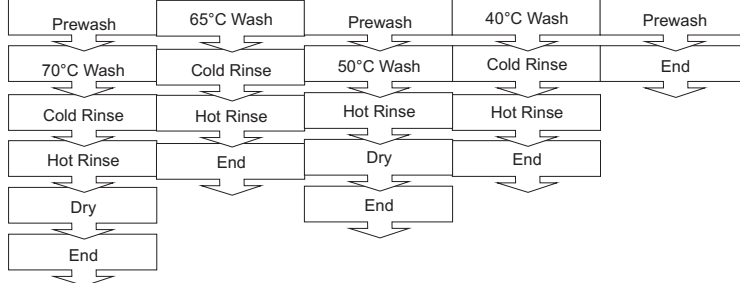 Prewash
70°C Wash
Cold Rinse
Hot Rinse
Dry
End
65°C Wash
Cold Rinse
Hot Rinse
End
Prewash
50°C Wash
Hot Rinse
Dry
End
40°C Wash
Cold Rinse
Hot Rinse
End
Prewash
End